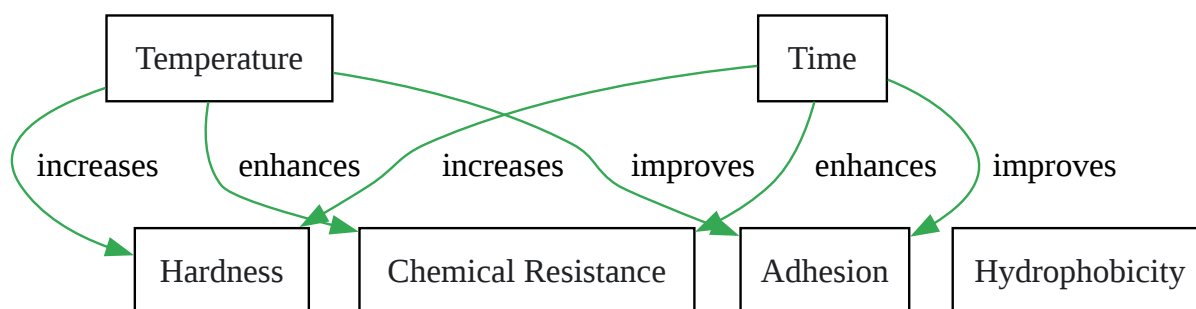 Temperature
Time
increases
enhances
increases
improves
enhances
improves
Hardness
Chemical Resistance
Adhesion
Hydrophobicity